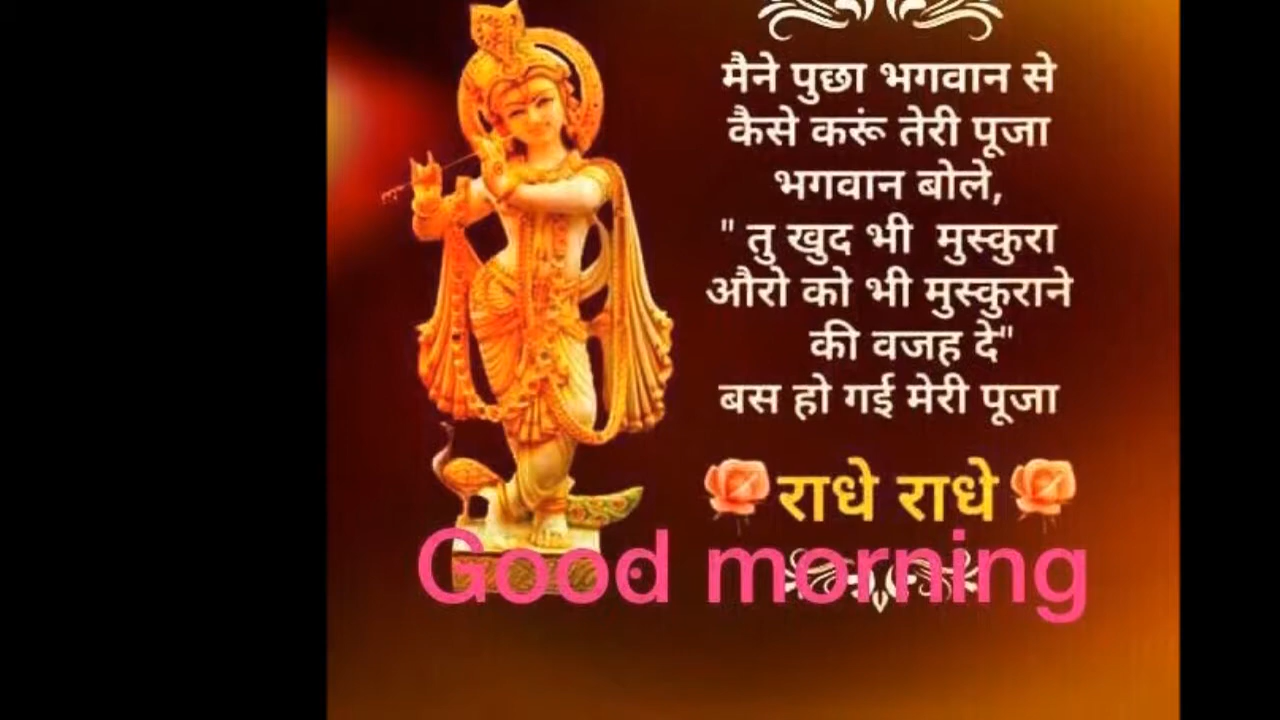 मैने पुछा भगवान से
कैसे करूं तेरी पूजा
भगवान बोले,
" तु खुद भी मुस्कुरा
औरो को भी मुस्कुराने
की वजह दे"
बस हो गई मेरी पूजा
राधे राधे
Good morning